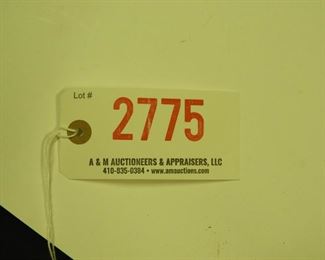 Lot #
2775
A & M AUCTIONEERS & APPRAISERS, LLC
410-835-0384 • www.amauctions.com